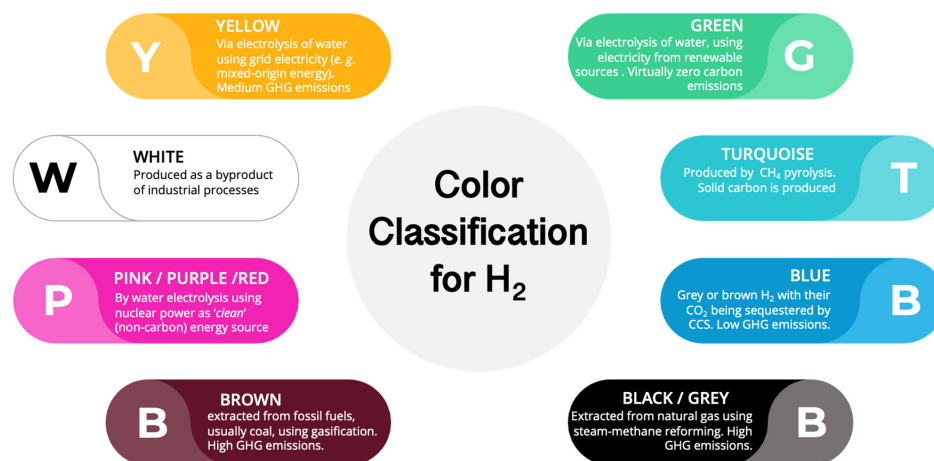 Y
YELLOW
Via electrolysis of water
using grid electricity (e. g.
mixed-origin energy).
Medium GHG emissions
GREEN
Via electrolysis of water, using
electricity from renewable
sources . Virtually zero carbon
emissions
G
W
WHITE
Produced as a byproduct
of industrial processes
Color
Classification
for H₂
TURQUOISE
Produced by CH₄ pyrolysis.
Solid carbon is produced
T
P
PINK / PURPLE /RED
By water electrolysis using
nuclear power as ‘clean’
(non-carbon) energy source
BLUE
Grey or brown H₂ with their
CO₂ being sequestered by
CCS. Low GHG emissions.
B
B
BROWN
extracted from fossil fuels,
usually coal, using gasification.
High GHG emissions.
BLACK / GREY
Extracted from natural gas using
steam-methane reforming. High
GHG emissions.
B